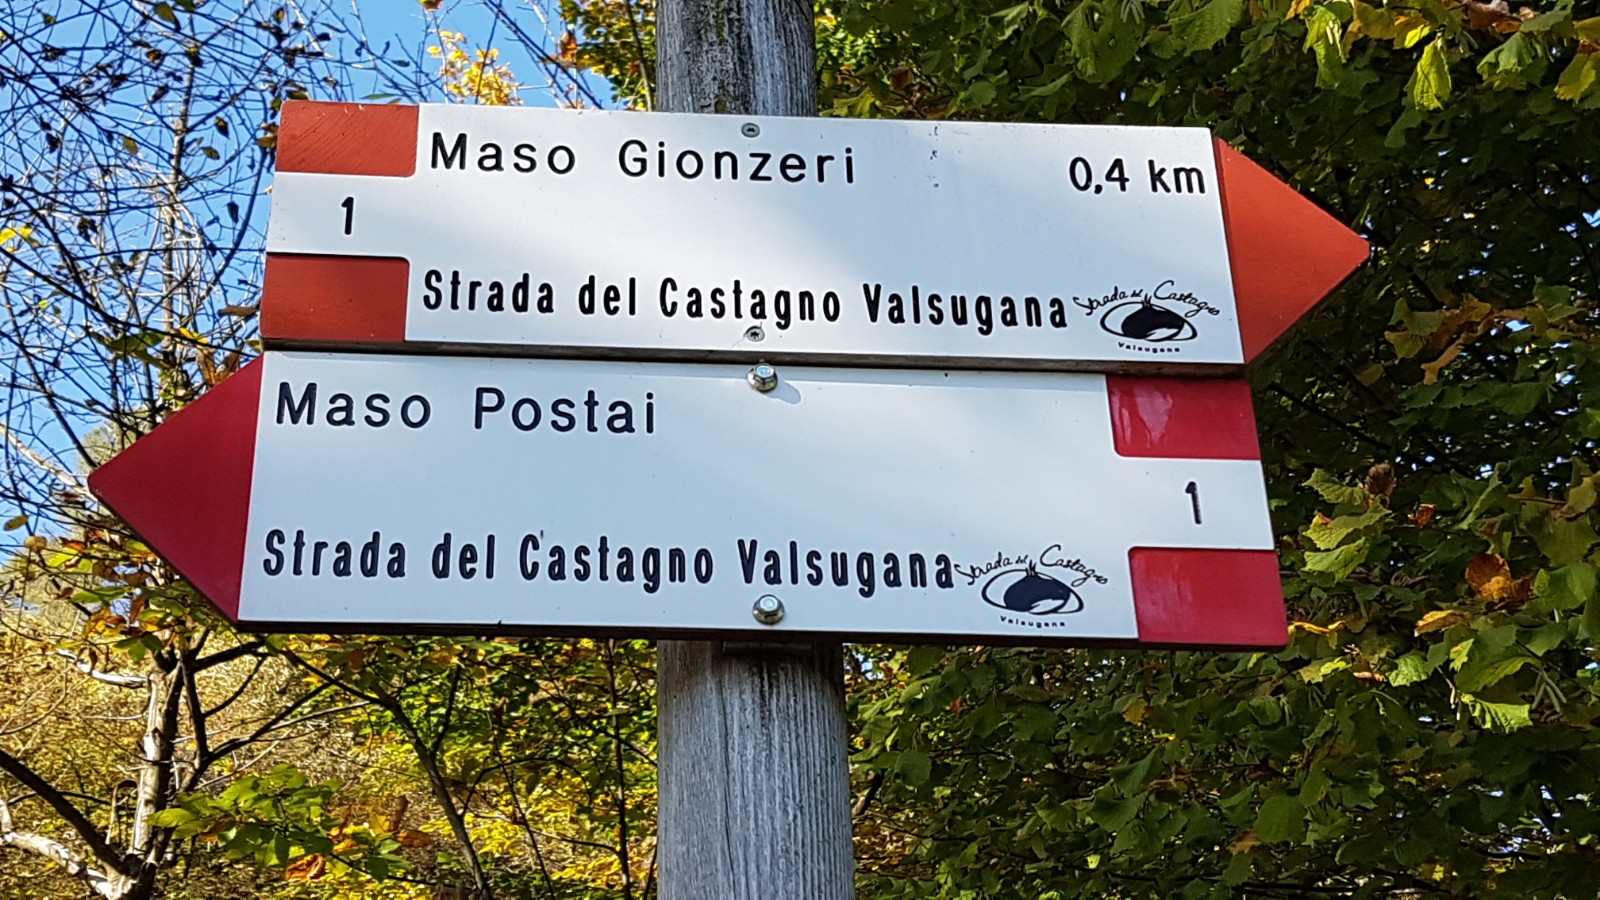 Maso Gionzeri 0,4 km
1
Strada del Castagno Valsugana
Strada del Castagno
Valsugana
Maso Postai
1
Strada del Castagno Valsugana
Strada del Castagno
Valsugana